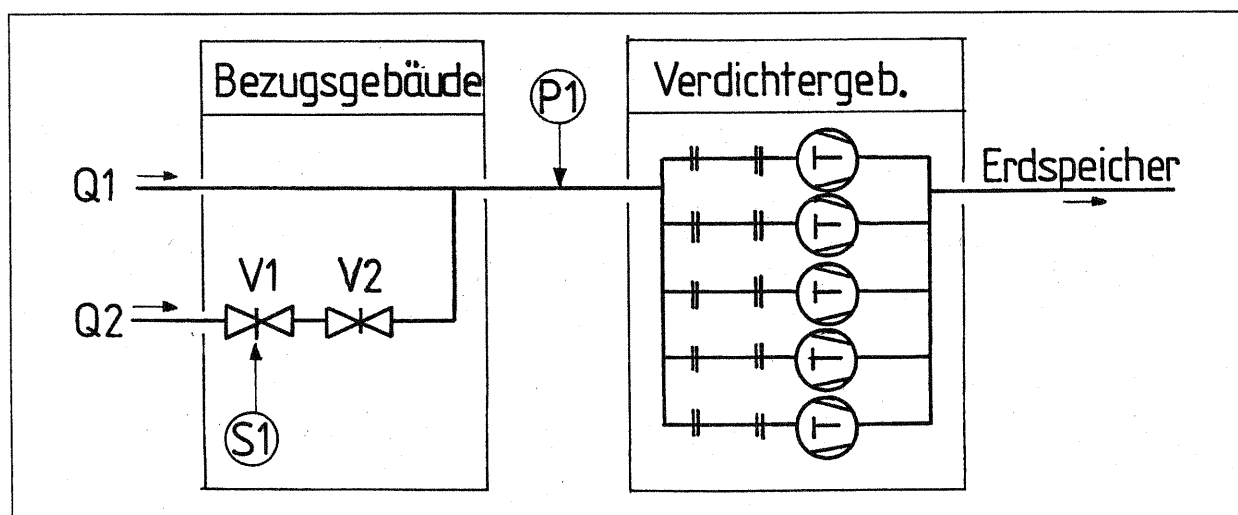 Bezugsgebäude
P1
Verdichtergeb.
Q1
Erdspeicher
V1 V2
Q2
S1
T
T
T
T
T